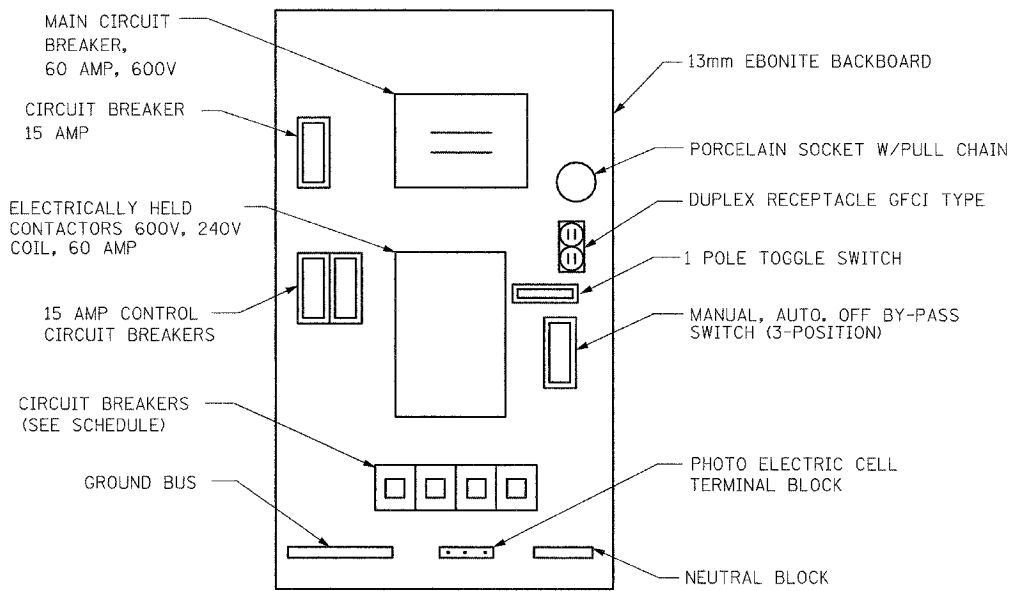 MAIN CIRCUIT
BREAKER,
60 AMP, 600V
CIRCUIT BREAKER
15 AMP
ELECTRICALLY HELD
CONTACTORS 600V, 240V
COIL, 60 AMP
15 AMP CONTROL
CIRCUIT BREAKERS
CIRCUIT BREAKERS
(SEE SCHEDULE)
GROUND BUS
13mm EBONITE BACKBOARD
PORCELAIN SOCKET W/PULL CHAIN
DUPLEX RECEPTACLE GFCI TYPE
1 POLE TOGGLE SWITCH
MANUAL, AUTO. OFF BY-PASS
SWITCH (3-POSITION)
PHOTO ELECTRIC CELL
TERMINAL BLOCK
NEUTRAL BLOCK